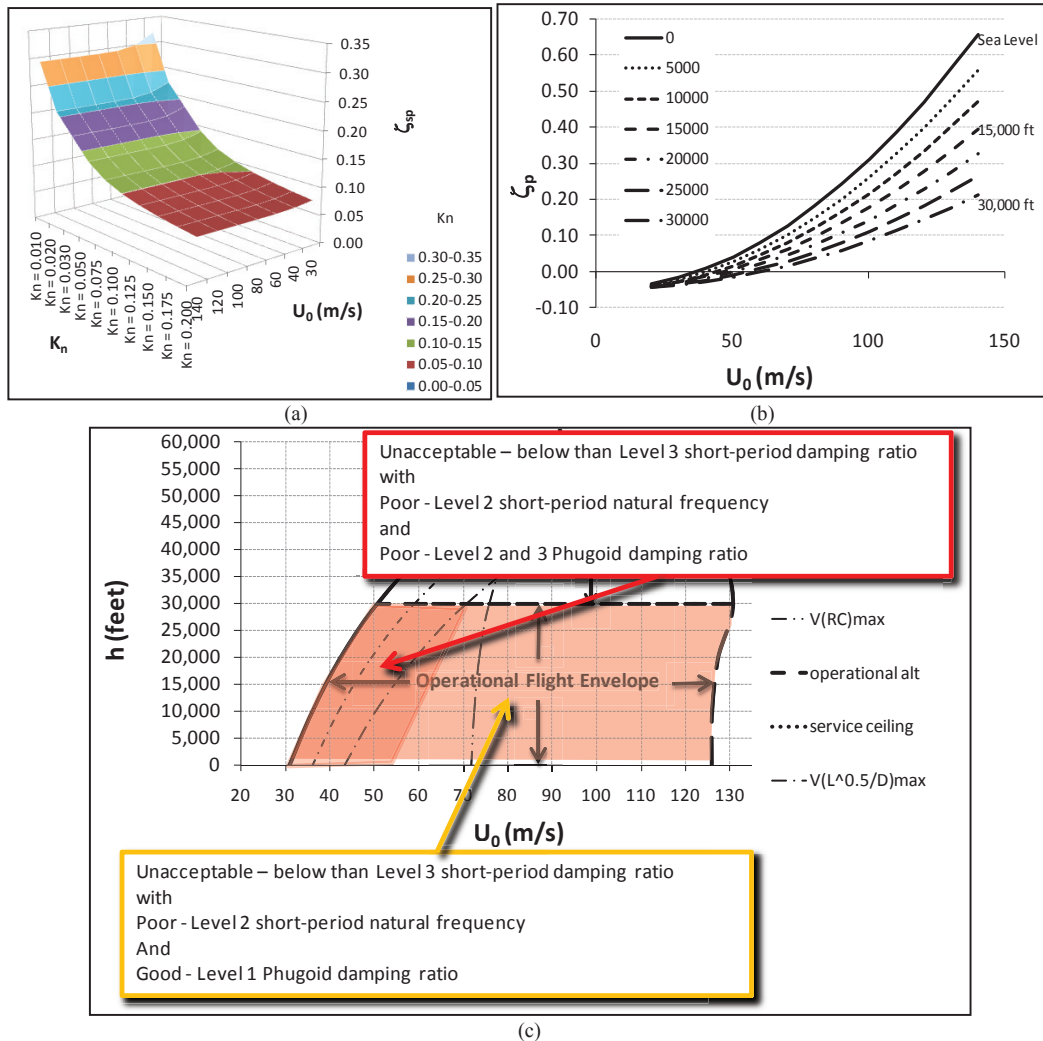 (a)
0.35
0.30
0.25
0.20
0.15
0.10
0.05
0.00
ζsp
Kn = 0.010
Kn = 0.020
Kn = 0.030
Kn = 0.050
Kn = 0.075
Kn = 0.100
Kn = 0.125
Kn = 0.150
Kn = 0.175
Kn = 0.200
Kn
140
120
100
80
60
40
30
U0 (m/s)
Kn
0.30-0.35
0.25-0.30
0.20-0.25
0.15-0.20
0.10-0.15
0.05-0.10
0.00-0.05
(a)
(b)
0.70
0.60
0.50
0.40
0.30
0.20
0.10
0.00
-0.10
ζp
0
5000
10000
15000
20000
25000
30000
Sea Level
15,000 ft
30,000 ft
0
50
100
150
U0 (m/s)
(b)
60,000
55,000
50,000
45,000
40,000
35,000
30,000
25,000
20,000
15,000
10,000
5,000
0
h (feet)
Unacceptable – below than Level 3 short-period damping ratio
with
Poor - Level 2 short-period natural frequency
and
Poor - Level 2 and 3 Phugoid damping ratio
Operational Flight Envelope
V(RC)max
operational alt
service ceiling
V(L^0.5/D)max
20 30 40 50 60 70 80 90 100 110 120 130
U0 (m/s)
Unacceptable – below than Level 3 short-period damping ratio
with
Poor - Level 2 short-period natural frequency
And
Good - Level 1 Phugoid damping ratio
(c)